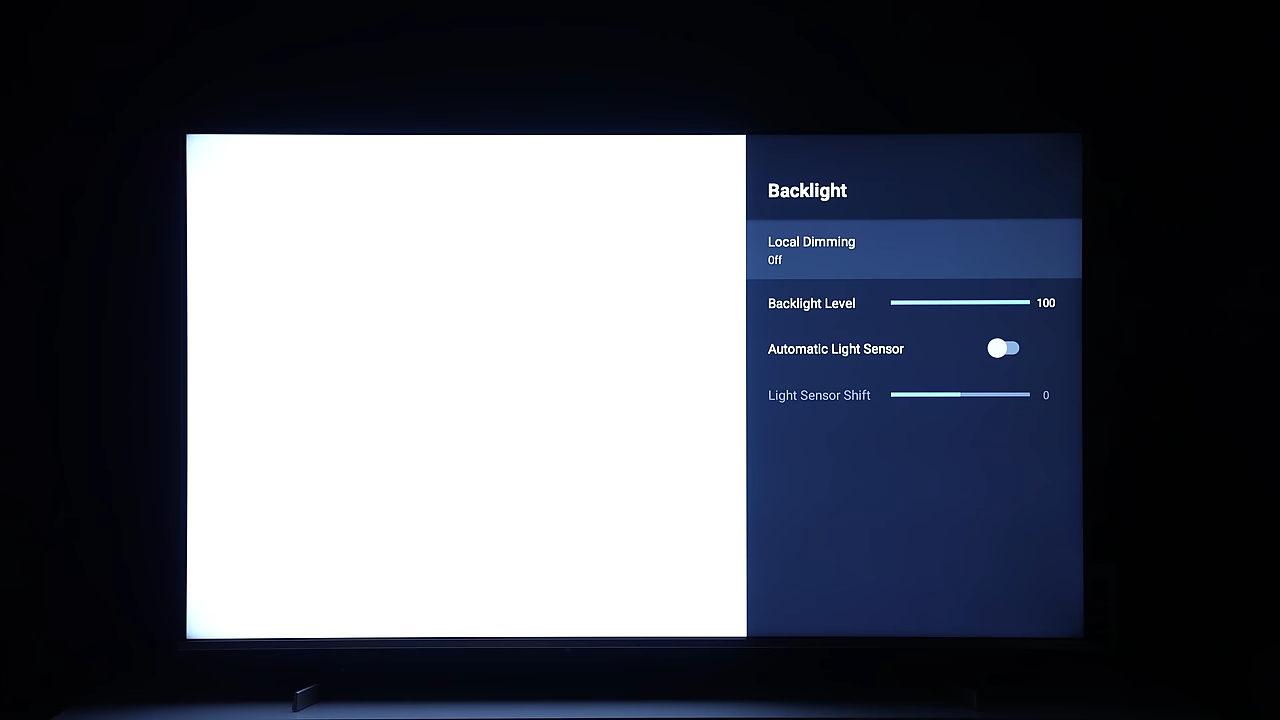 Backlight
Local Dimming
Off
Backlight Level 100
Automatic Light Sensor
Light Sensor Shift 0